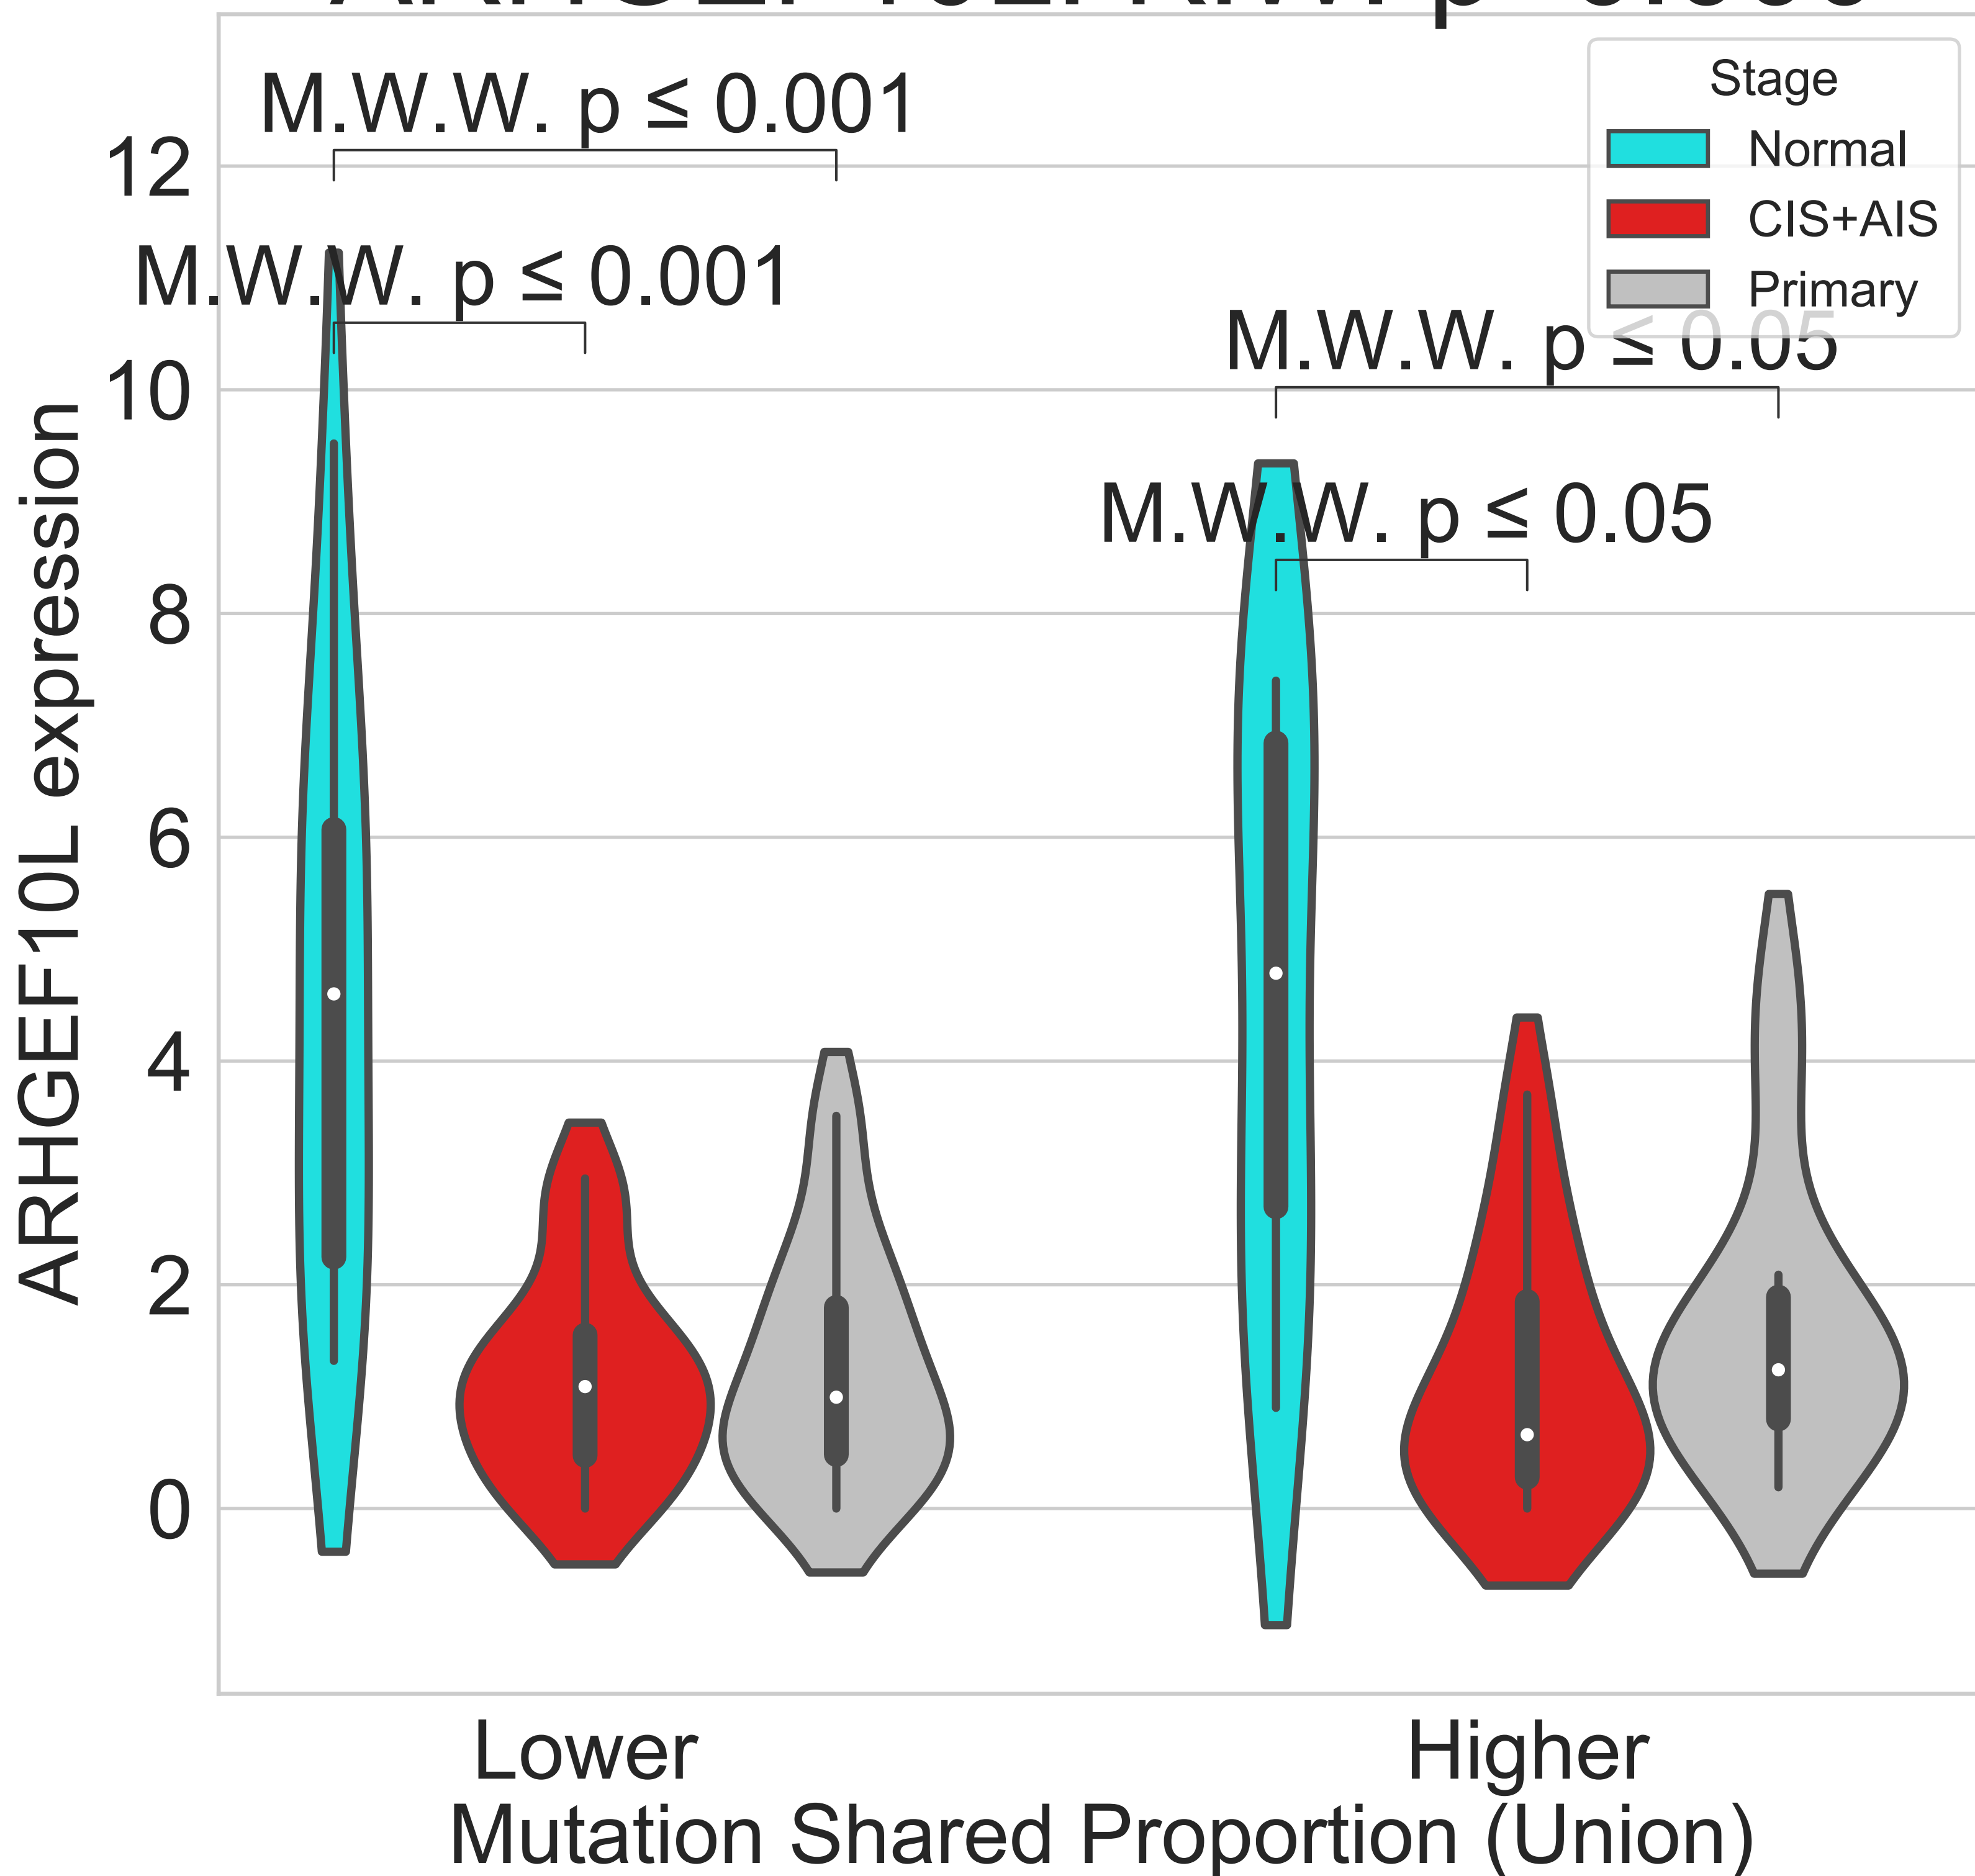 M.W.W. p ≤ 0.001
M.W.W. p ≤ 0.001
M.W.W. p ≤ 0.05
M.W.W. p ≤ 0.05
Stage
Normal
CIS+AIS
Primary
12
10
8
6
4
2
0
ARHGEF10L expression
Lower
Higher
Mutation Shared Proportion (Union)